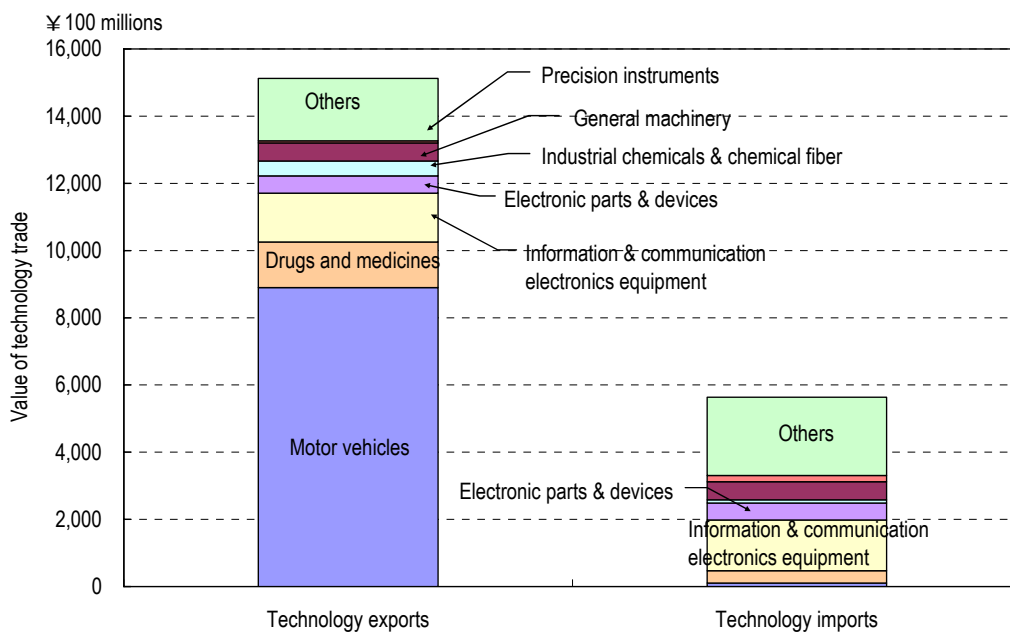 ¥ 100 millions
16,000
14,000
12,000
10,000
8,000
6,000
4,000
2,000
0
Value of technology trade
Others
Precision instruments
General machinery
Industrial chemicals & chemical fiber
Electronic parts & devices
Information & communication
electronics equipment
Drugs and medicines
Motor vehicles
Others
Electronic parts & devices
Information & communication
electronics equipment
Technology exports
Technology imports